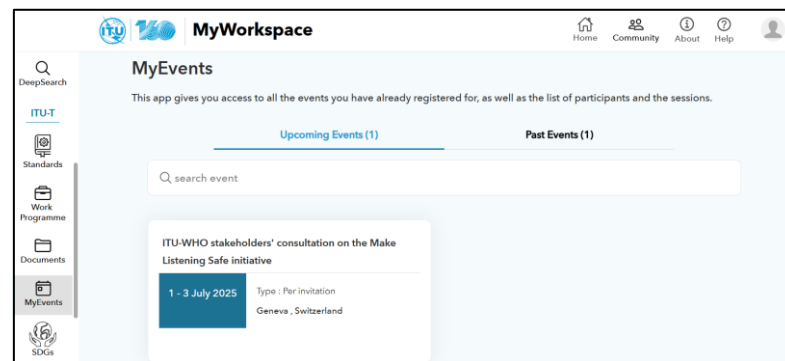 ITU
160
MyWorkspace
Home
Community
About
Help
DeepSearch
ITU-T
Standards
Work
Programme
Documents
MyEvents
SDGs
MyEvents
This app gives you access to all the events you have already registered for, as well as the list of participants and the sessions.
Upcoming Events (1)
Past Events (1)
search event
ITU-WHO stakeholders' consultation on the Make
Listening Safe initiative
1 - 3 July 2025
Type : Per invitation
Geneva , Switzerland